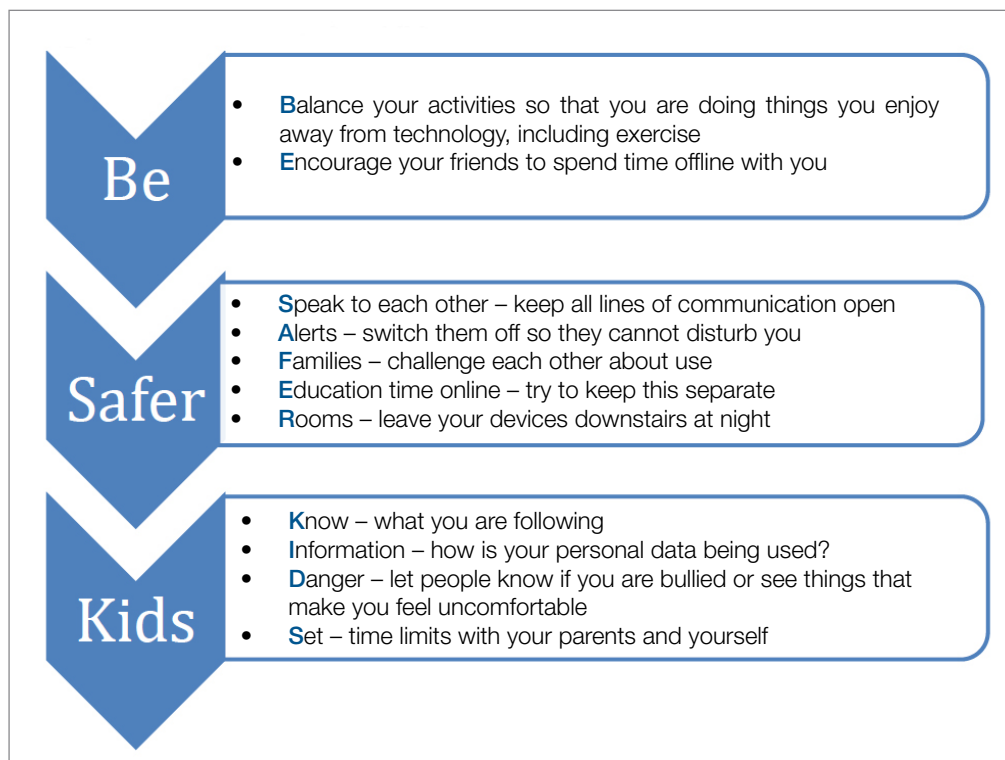 Be
• Balance your activities so that you are doing things you enjoy
away from technology, including exercise
• Encourage your friends to spend time offline with you
Safer
• Speak to each other – keep all lines of communication open
• Alerts – switch them off so they cannot disturb you
• Families – challenge each other about use
• Education time online – try to keep this separate
• Rooms – leave your devices downstairs at night
Kids
• Know – what you are following
• Information – how is your personal data being used?
• Danger – let people know if you are bullied or see things that
make you feel uncomfortable
• Set – time limits with your parents and yourself